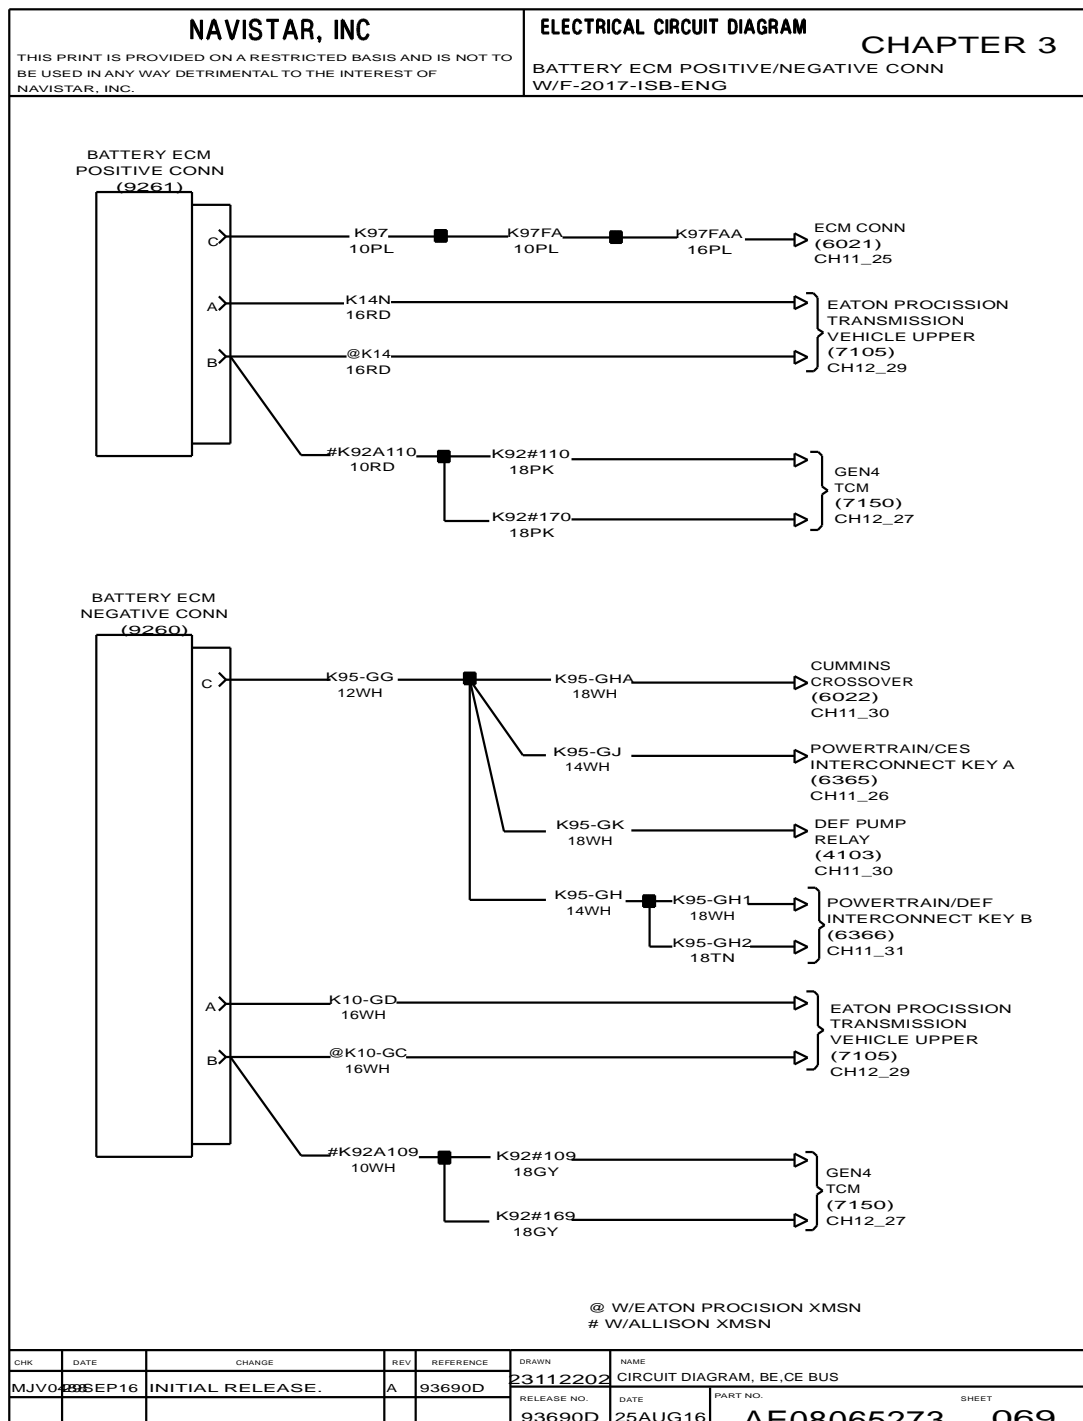 NAVISTAR, INC
THIS PRINT IS PROVIDED ON A RESTRICTED BASIS AND IS NOT TO
BE USED IN ANY WAY DETRIMENTAL TO THE INTEREST OF
NAVISTAR, INC.
ELECTRICAL CIRCUIT DIAGRAM
CHAPTER 3
BATTERY ECM POSITIVE/NEGATIVE CONN
W/F-2017-ISB-ENG
BATTERY ECM
POSITIVE CONN
(9261)
C
K97
10PL
K97FA
10PL
K97FAA
16PL
ECM CONN
(6021)
CH11_25
A
K14N
16RD
B
@K14
16RD
EATON PROCISSION
TRANSMISSION
VEHICLE UPPER
(7105)
CH12_29
#K92A110
10RD
K92#110
18PK
K92#170
18PK
GEN4
TCM
(7150)
CH12_27
BATTERY ECM
NEGATIVE CONN
(9260)
C
K95-GG
12WH
K95-GHA
18WH
CUMMINS
CROSSOVER
(6022)
CH11_30
K95-GJ
14WH
POWERTRAIN/CES
INTERCONNECT KEY A
(6365)
CH11_26
K95-GK
18WH
DEF PUMP
RELAY
(4103)
CH11_30
K95-GH
14WH
K95-GH1
18WH
K95-GH2
18TN
POWERTRAIN/DEF
INTERCONNECT KEY B
(6366)
CH11_31
A
K10-GD
16WH
B
@K10-GC
16WH
EATON PROCISSION
TRANSMISSION
VEHICLE UPPER
(7105)
CH12_29
#K92A109
10WH
K92#109
18GY
K92#169
18GY
GEN4
TCM
(7150)
CH12_27
@ W/EATON PROCISION XMSN
# W/ALLISON XMSN
CHK DATE CHANGE REV REFERENCE
INITIAL RELEASE. A 93690D
DRAWN
23112202
NAME
CIRCUIT DIAGRAM, BE,CE BUS
RELEASE NO.
93690D
DATE
25AUG16
PART NO.
AE08065273
SHEET
069